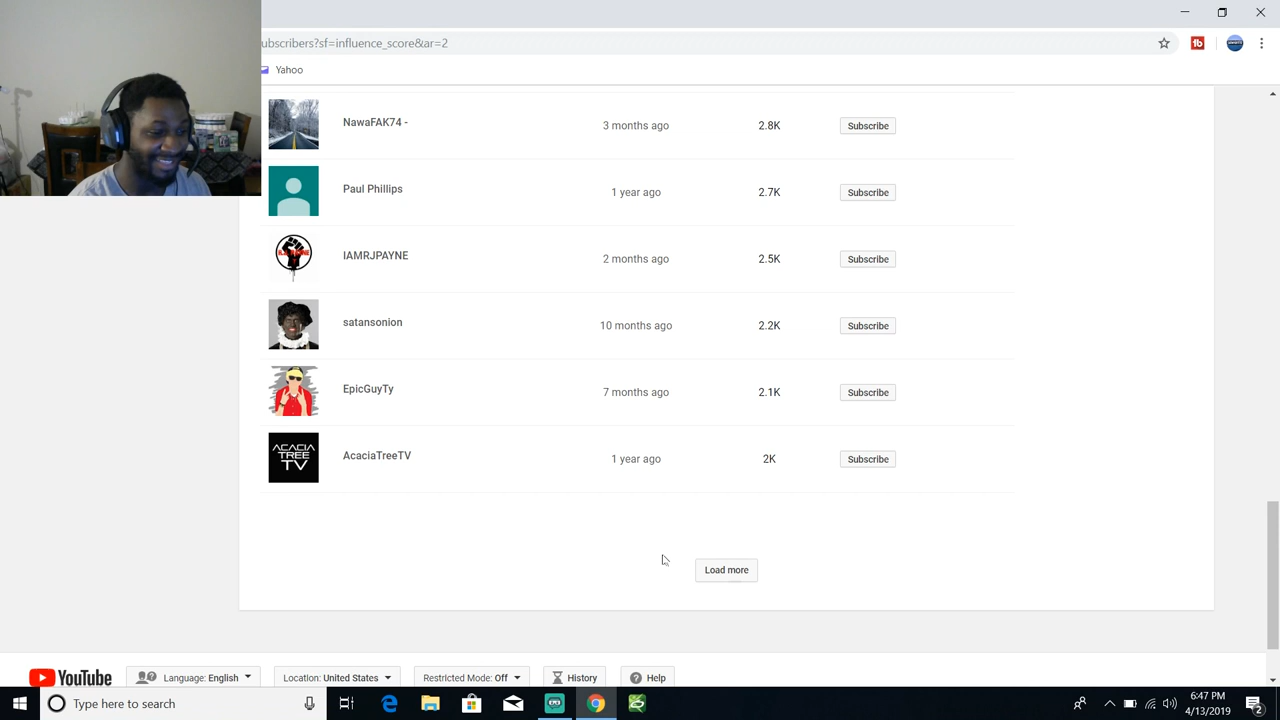 ubscribers?sf=influence_score&ar=2
Yahoo
NawaFAK74 - 3 months ago 2.8K Subscribe
Paul Phillips 1 year ago 2.7K Subscribe
IAMRJPAYNE 2 months ago 2.5K Subscribe
satansonion 10 months ago 2.2K Subscribe
EpicGuyTy 7 months ago 2.1K Subscribe
ACACIA
TREE
TV
AcaciaTreeTV 1 year ago 2K Subscribe
Load more
YouTube Language: English Location: United States Restricted Mode: Off History Help
Type here to search
6:47 PM
4/13/2019
2